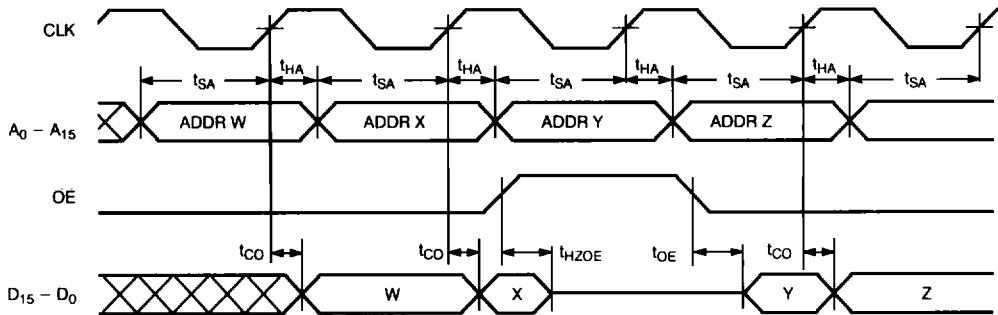 CLK
tSA tHA tSA tHA tSA tHA tSA tHA tSA
A0 – A15 ADDR W ADDR X ADDR Y ADDR Z
OE
tCO tCO tHZOE tOE tCO
D15 – D0 W X Y Z